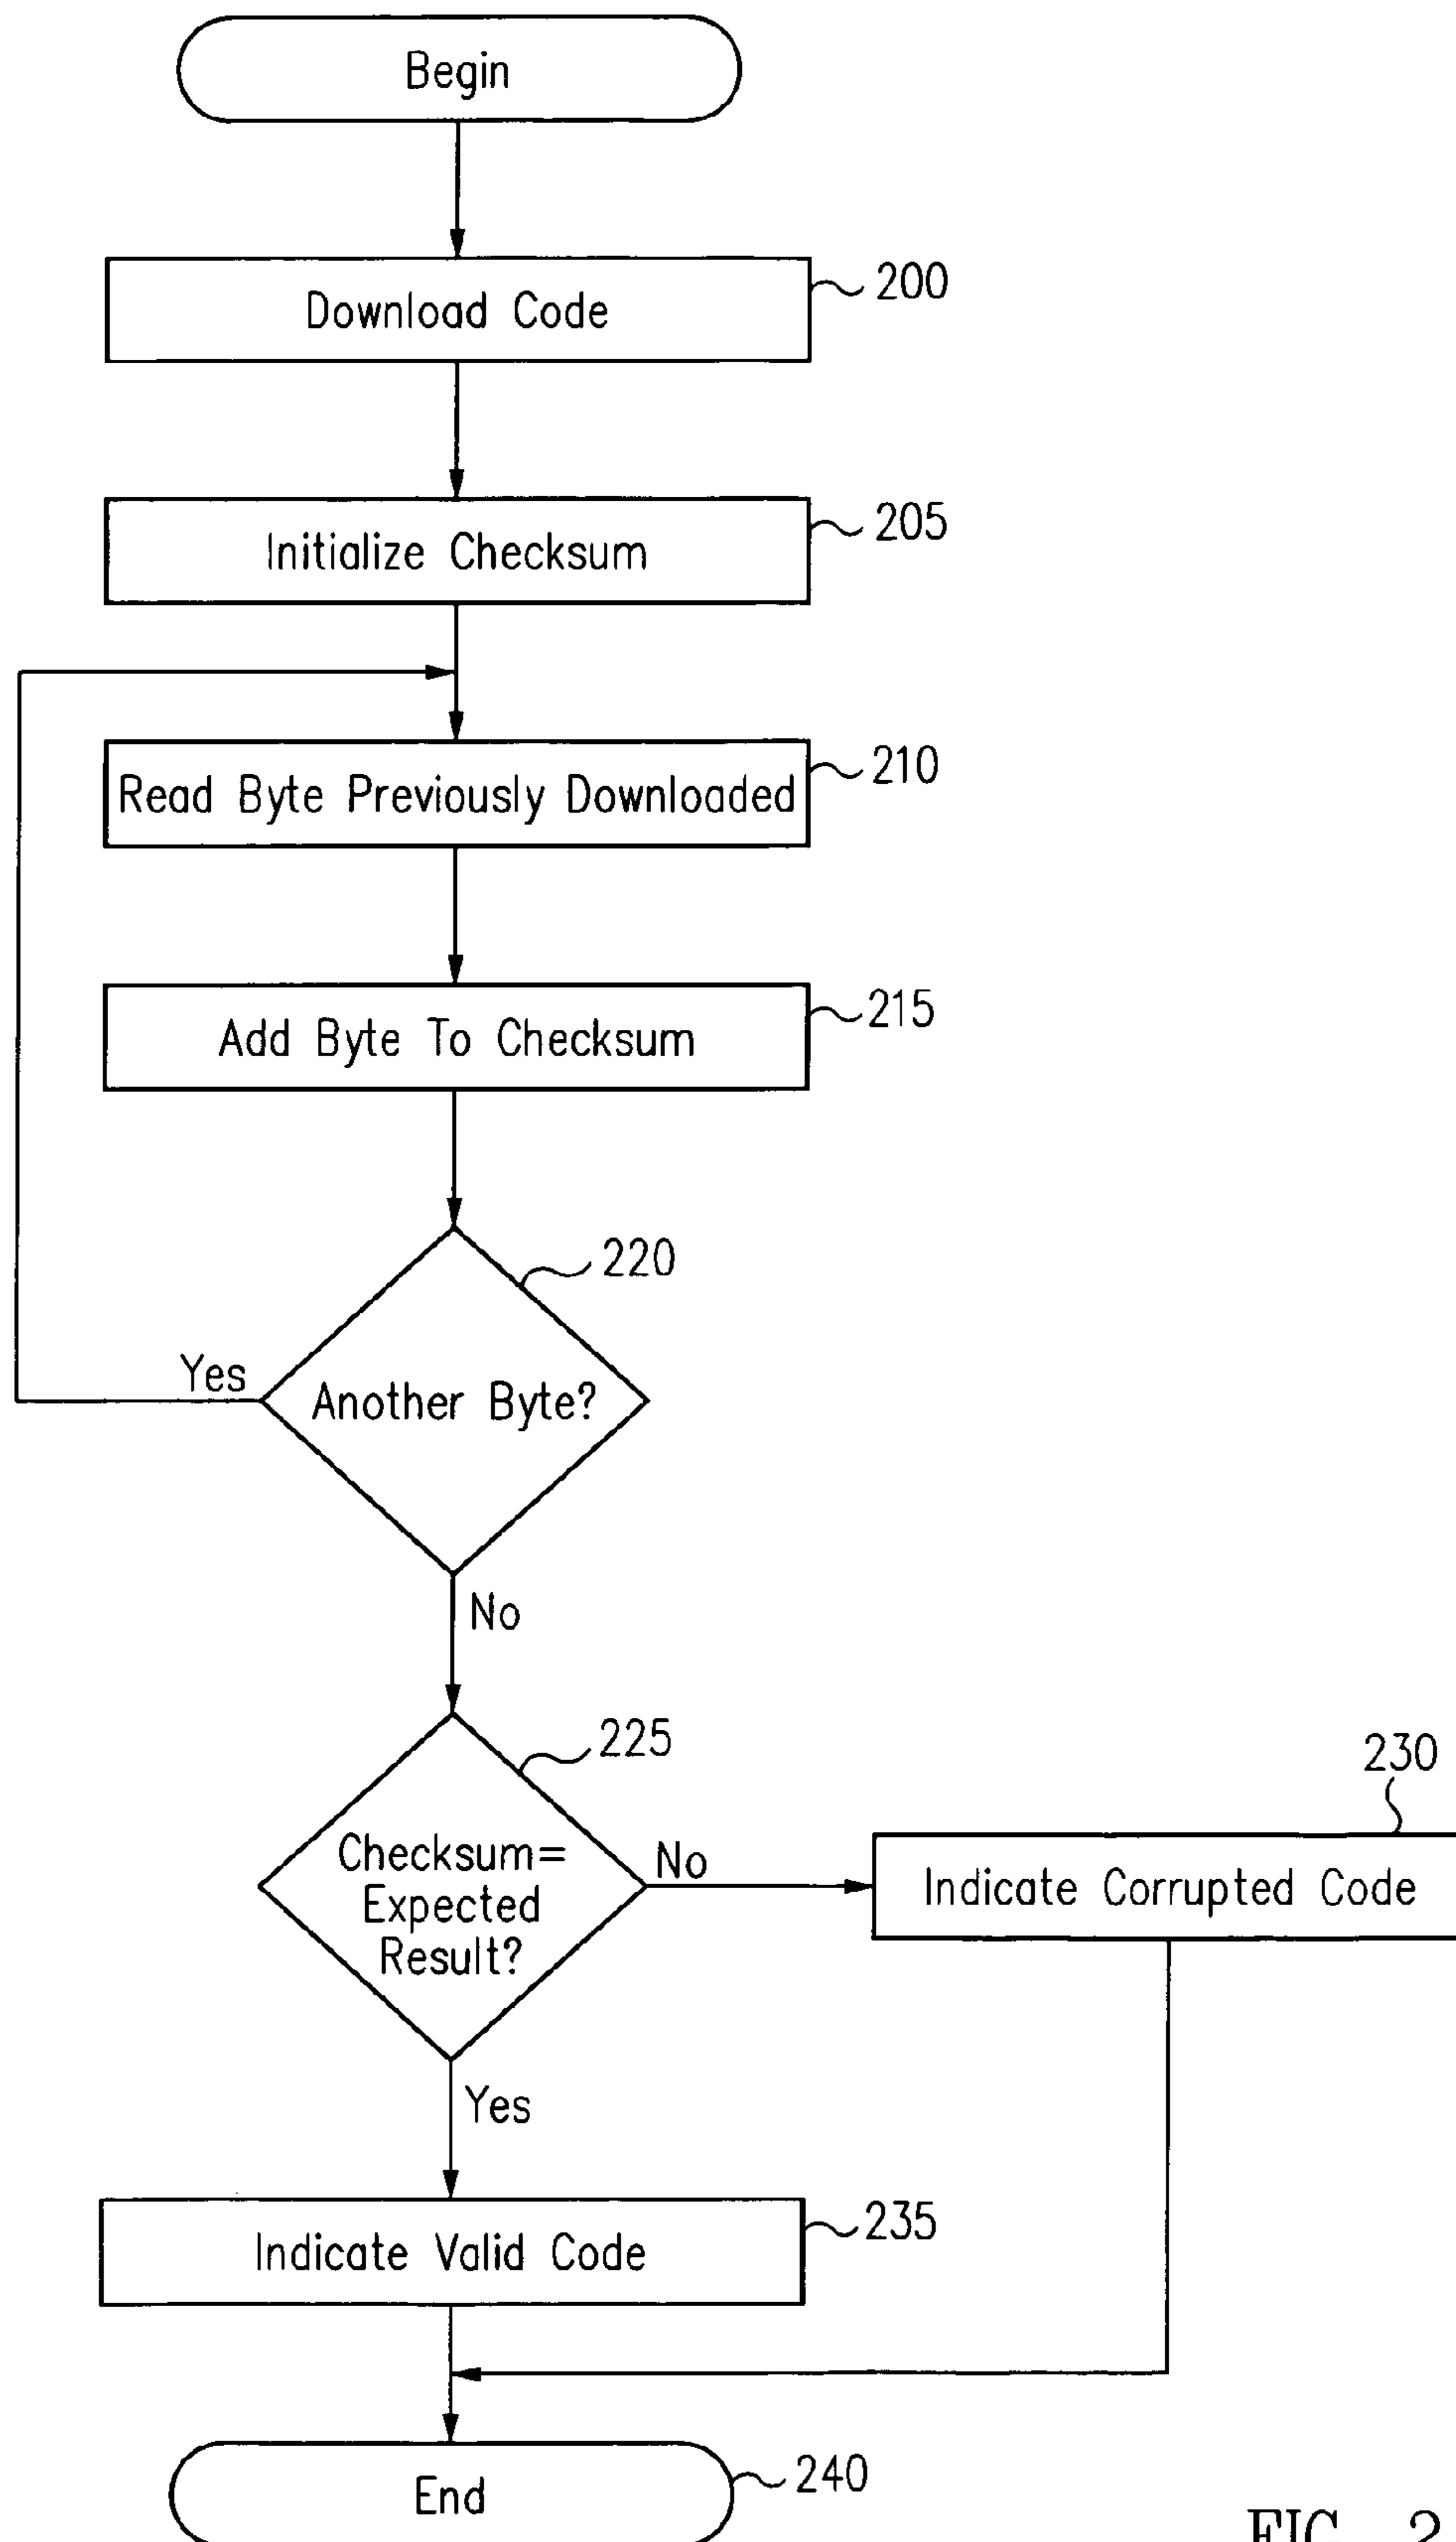 Begin
Download Code
200
Initialize Checksum
205
Read Byte Previously Downloaded
210
Add Byte To Checksum
215
220
Yes
Another Byte?
No
225
230
Checksum=
Expected
Result?
No
Indicate Corrupted Code
Yes
Indicate Valid Code
235
End
240
FIG. 2